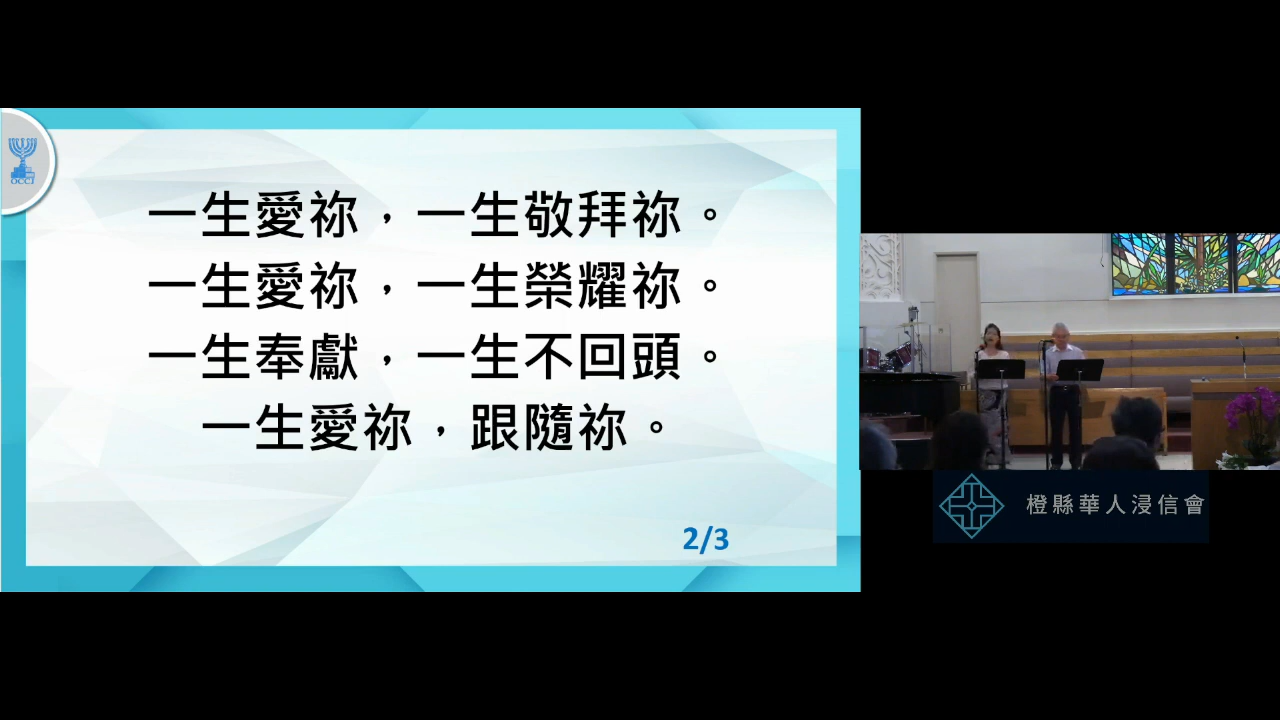 一生愛祢，一生敬拜祢。
一生愛祢，一生榮耀祢。
一生奉獻，一生不回頭。
一生愛祢，跟隨祢。
2/3
橙縣華人浸信會